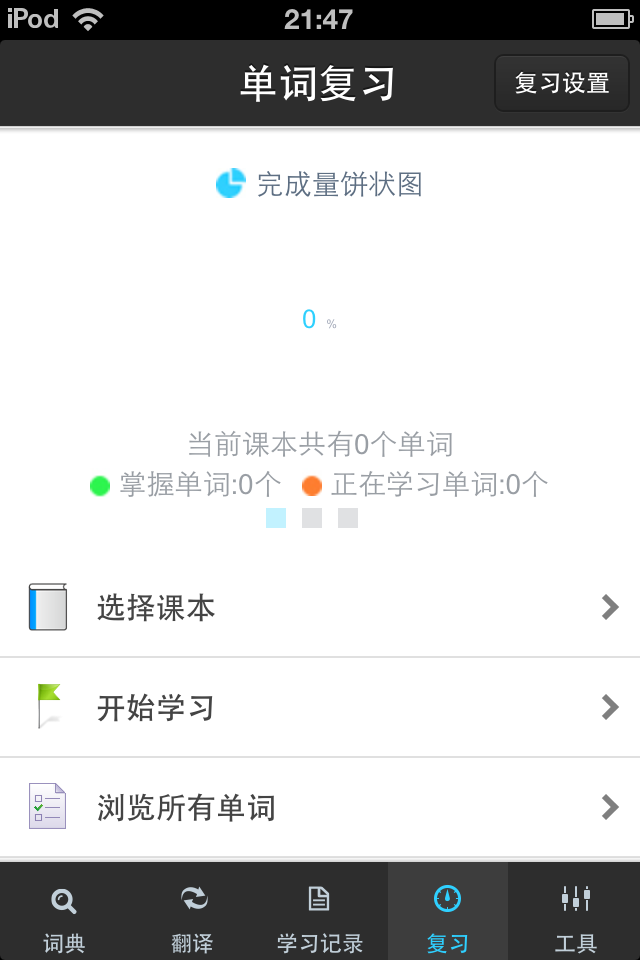 iPod 21:47
单词复习 复习设置
完成量饼状图
0 %
当前课本共有0个单词
掌握单词:0个 正在学习单词:0个
选择课本
开始学习
浏览所有单词
词典 翻译 学习记录 复习 工具